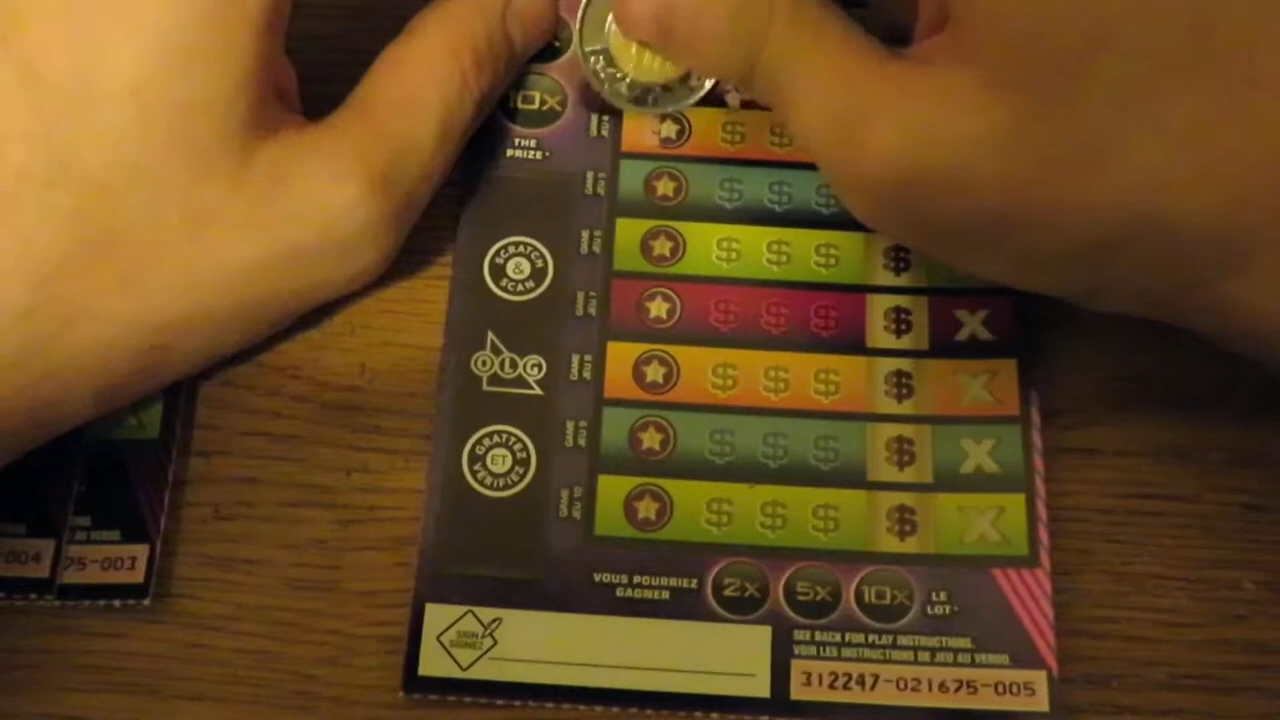 10X
THE
PRIZE*
GAME
JEU 4
GAME
JEU 5
GAME
JEU 6
GAME
JEU 7
GAME
JEU 8
GAME
JEU 9
GAME
JEU 10
$ $
$ $ $
$ $ $ $
$ $ $ $ X
$ $ $ $ X
$ $ $ $ X
$ $ $ $ X
SCRATCH
&
SCAN
OLG
GRATTEZ
ET
VÉRIFIEZ
VOUS POURRIEZ
GAGNER
2X 5X 10X
LE
LOT*
SIGN
SIGNEZ
SEE BACK FOR PLAY INSTRUCTIONS.
VOIR LES INSTRUCTIONS DE JEU AU VERSO.
312247-021675-005
AU VERSO.
-004
75-003